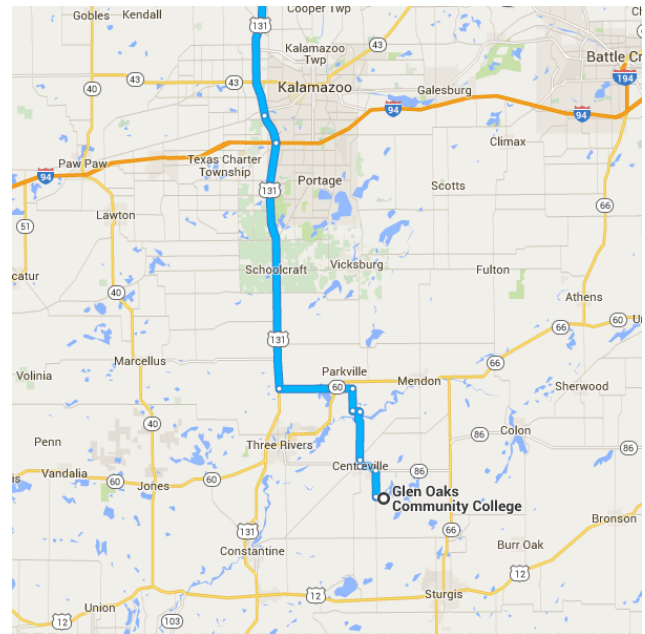 Gobles
Kendall
Cooper Twp
131
Kalamazoo
Twp
43
Battle Cr
43
194
40
Kalamazoo
Galesburg
94
94
Climax
Paw Paw
Texas Charter
Township
94
Portage
131
Scotts
66
Lawton
51
Schoolcraft
Vicksburg
Fulton
catur
40
Athens
60
66
131
Marcellus
Parkville
66
Volinia
60
Mendon
Sherwood
40
Penn
Three Rivers
86
Colon
86
Centreville
86
Vandalia
60
60
Jones
Glen Oaks
Community College
Bronson
131
66
Constantine
Burr Oak
12
12
Sturgis
12
Union
12
103